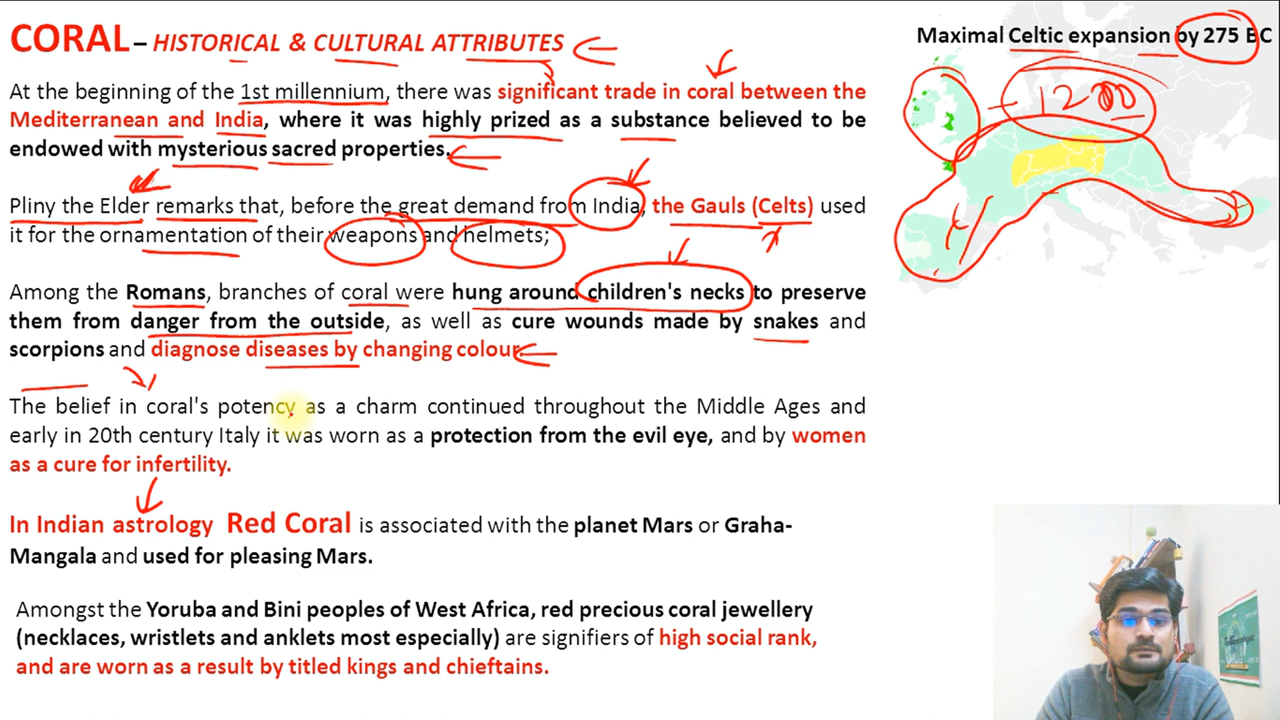 CORAL – HISTORICAL & CULTURAL ATTRIBUTES
Maximal Celtic expansion by 275 BC
1200
At the beginning of the 1st millennium, there was significant trade in coral between the
Mediterranean and India, where it was highly prized as a substance believed to be
endowed with mysterious sacred properties.
Pliny the Elder remarks that, before the great demand from India, the Gauls (Celts) used
it for the ornamentation of their weapons and helmets;
Among the Romans, branches of coral were hung around children's necks to preserve
them from danger from the outside, as well as cure wounds made by snakes and
scorpions and diagnose diseases by changing colour.
The belief in coral's potency as a charm continued throughout the Middle Ages and
early in 20th century Italy it was worn as a protection from the evil eye, and by women
as a cure for infertility.
In Indian astrology Red Coral is associated with the planet Mars or Graha-
Mangala and used for pleasing Mars.
Amongst the Yoruba and Bini peoples of West Africa, red precious coral jewellery
(necklaces, wristlets and anklets most especially) are signifiers of high social rank,
and are worn as a result by titled kings and chieftains.